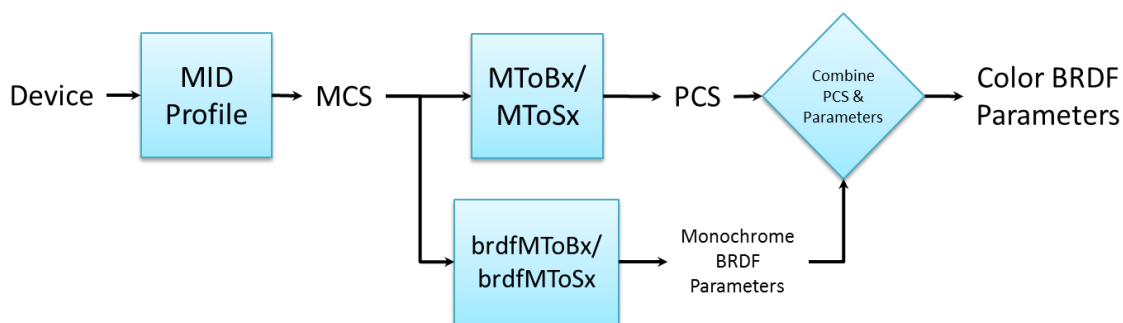 Device
MID
Profile
MCS
MToBx/
MToSx
PCS
Combine
PCS &
Parameters
Color BRDF
Parameters
brdfMToBx/
brdfMToSx
Monochrome
BRDF
Parameters